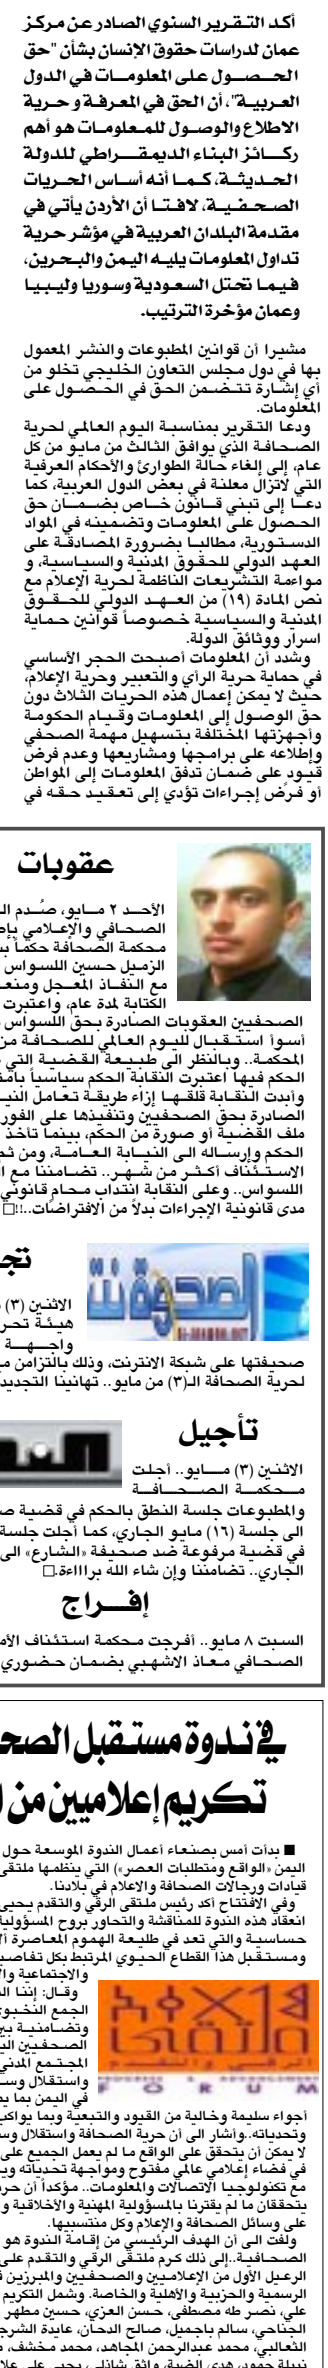 أكد التقرير السنوي الصادر عن مركز
عمان لدراسات حقوق الإنسان بشأن "حق
الحصول على المعلومات في الدول
العربية"، أن الحق في المعرفة و حرية
الاطلاع والوصول للمعلومات هو أهم
ركائز البناء الديمقراطي للدولة
الحديثة، كما أنه أساس الحريات
الصحفية، لافتا أن الأردن يأتي في
مقدمة البلدان العربية في مؤشر حرية
تداول المعلومات يليه اليمن والبحرين،
فيما تحتل السعودية وسوريا وليبيا
وعمان مؤخرة الترتيب.
مشيرا أن قوانين المطبوعات والنشر المعمول
بها في دول مجلس التعاون الخليجي تخلو من
أي إشارة تتضمن الحق في الحصول على
المعلومات.
ودعا التقرير بمناسبة اليوم العالمي لحرية
الصحافة الذي يوافق الثالث من مايو من كل
عام، إلى إلغاء حالة الطوارئ والأحكام العرفية
التي لاتزال معلنة في بعض الدول العربية، كما
دعا إلى تبني قانون خاص بضمان حق
الحصول على المعلومات وتضمينه في المواد
الدستورية، مطالبا بضرورة المصادقة على
العهد الدولي للحقوق المدنية والسياسية، و
مواءمة التشريعات الناظمة لحرية الإعلام مع
نص المادة (١٩) من العهد الدولي للحقوق
المدنية والسياسية خصوصاً قوانين حماية
اسرار ووثائق الدولة.
وشدد أن المعلومات أصبحت الحجر الأساسي
في حماية حرية الرأي والتعبير وحرية الإعلام،
حيث لا يمكن إعمال هذه الحريات الثلاث دون
حق الوصول إلى المعلومات وقيام الحكومة
وأجهزتها المختلفة بتسهيل مهمة الصحفي
وإطلاعه على برامجها ومشاريعها وعدم فرض
قيود على ضمان تدفق المعلومات إلى المواطن
أو فرض إجراءات تؤدي إلى تعقيد حقه في
عقوبات
الأحد ٢ مايو، صُدم
الصحافي والإعلامي
محكمة الصحافة حكماً
الزميل حسين اللسواس
مع النفاذ المعجل
الكتابة لمدة عام، واعتبرت
الصحفيين العقوبات الصادرة بحق اللسواس
أسوأ استقبال لليوم العالمي للصحافة من
المحكمة.. وبالنظر الى طبيعة القضية التي
الحكم فيها اعتبرت النقابة الحكم سياسياً
وأبدت النقابة قلقها إزاء طريقة تعامل
الصادرة بحق الصحفيين وتنفيذها على الفور
ملف القضية أو صورة من الحكم، بينما تأخذ
الحكم وإرساله الى النيابة العامة، ومن
الاستئناف أكثر من شهر.. تضامننا مع
اللسواس.. وعلى النقابة انتداب محام قانوني
مدى قانونية الإجراءات بدلاً من الافتراضات..!!□
الصحوة نت
الاثنين (٣)
هيئة
واجهة
صحيفتها على شبكة الانترنت، وذلك بالتزامن
لحرية الصحافة الـ(٣) من مايو.. تهانينا
تأجيل
الاثنين (٣) مايو.. أجلت
محكمة الصحافة
والمطبوعات جلسة النطق بالحكم في قضية
الى جلسة (١٦) مايو الجاري، كما أجلت جلسة
في قضية مرفوعة ضد صحيفة «الشارع» الى
الجاري.. تضامننا وإن شاء الله براااءة.□
إفراج
السبت ٨ مايو.. أفرجت محكمة استئناف
الصحافي معاذ الاشهبي بضمان حضوري
في ندوة مستقبل
تكريم إعلاميين من
■ بدأت أمس بصنعاء أعمال الندوة الموسعة حول
اليمن «الواقع ومتطلبات العصر») التي ينظمها ملتقى
قيادات ورجالات الصحافة والاعلام في بلادنا.
وفي الافتتاح أكد رئيس ملتقى الرقي والتقدم يحيى
انعقاد هذه الندوة للمناقشة والتحاور بروح المسؤولية
حساسية والتي تعد في طليعة الهموم المعاصرة
ومستقبل هذا القطاع الحيوي المرتبط بكل
والاجتماعية
وقال: إننا
الجمع
وتضامنية
الصحفيين
المجتمع المدني
واستقلال
في اليمن بما
ملتقى
الرقي والتقدم
FORUM
أجواء سليمة وخالية من القيود والتبعية وبما يواكب
وتحدياته..وأشار الى أن حرية الصحافة واستقلال
لا يمكن أن يتحقق على الواقع ما لم يعمل الجميع على
في فضاء إعلامي عالمي مفتوح ومواجهة تحدياته
مع تكنولوجيا الاتصالات والمعلومات.. مؤكداً أن
يتحققان ما لم يقترنا بالمسؤولية المهنية والأخلاقية
على وسائل الصحافة والإعلام وكل منتسبيها.
ولفت الى أن الهدف الرئيسي من إقامة الندوة هو
الصحافية..إلى ذلك كرم ملتقى الرقي والتقدم على
الرعيل الأول من الإعلاميين والصحفيين والمبرزين
الرسمية والحزبية والأهلية والخاصة. وشمل التكريم
علي، نصر طه مصطفى، حسن العزي، حسين مطهر
الجناحي، سالم باجميل، صالح الدحان، عايدة
الثعالبي، محمد عبدالرحمن المجاهد، محمد